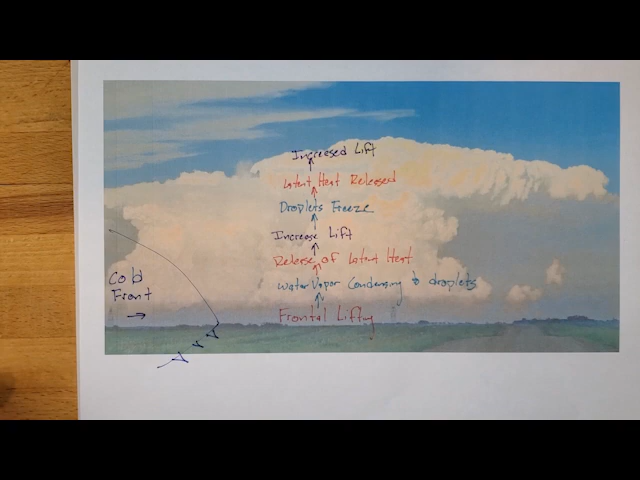 Increased Lift
Latent Heat Released
Droplets Freeze
Increase Lift
Release of Latent Heat
Water Vapor Condensing to droplets
Frontal Lifting
Cold
Front